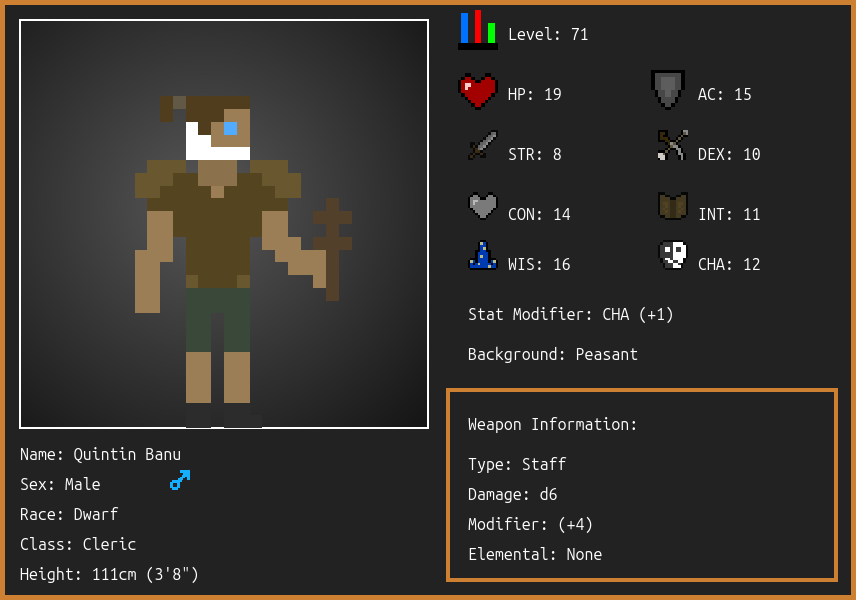 Level: 71
HP: 19
AC: 15
STR: 8
DEX: 10
CON: 14
INT: 11
WIS: 16
CHA: 12
Stat Modifier: CHA (+1)
Background: Peasant
Weapon Information:
Type: Staff
Damage: d6
Modifier: (+4)
Elemental: None
Name: Quintin Banu
Sex: Male
Race: Dwarf
Class: Cleric
Height: 111cm (3'8")